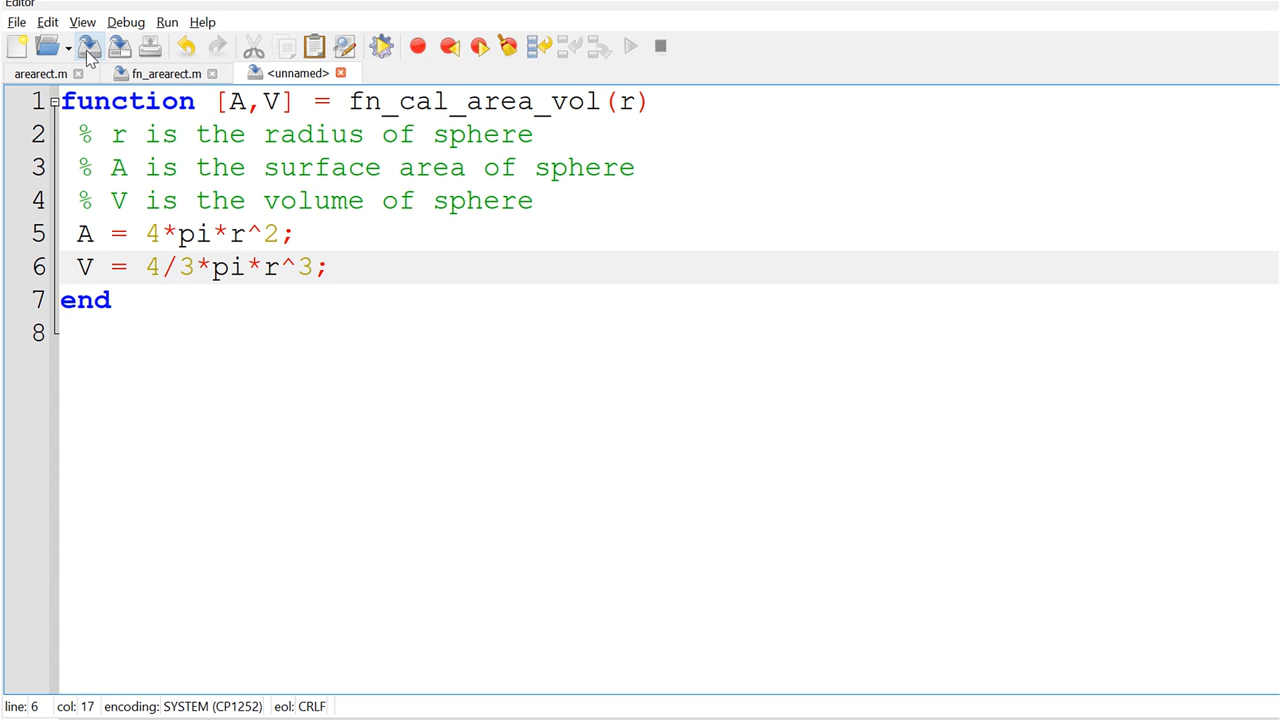 Editor
File Edit View Debug Run Help
arearect.m fn_arearect.m <unnamed>
1 function [A,V] = fn_cal_area_vol(r)
2 % r is the radius of sphere
3 % A is the surface area of sphere
4 % V is the volume of sphere
5 A = 4*pi*r^2;
6 V = 4/3*pi*r^3;
7 end
8
line: 6 col: 17 encoding: SYSTEM (CP1252) eol: CRLF